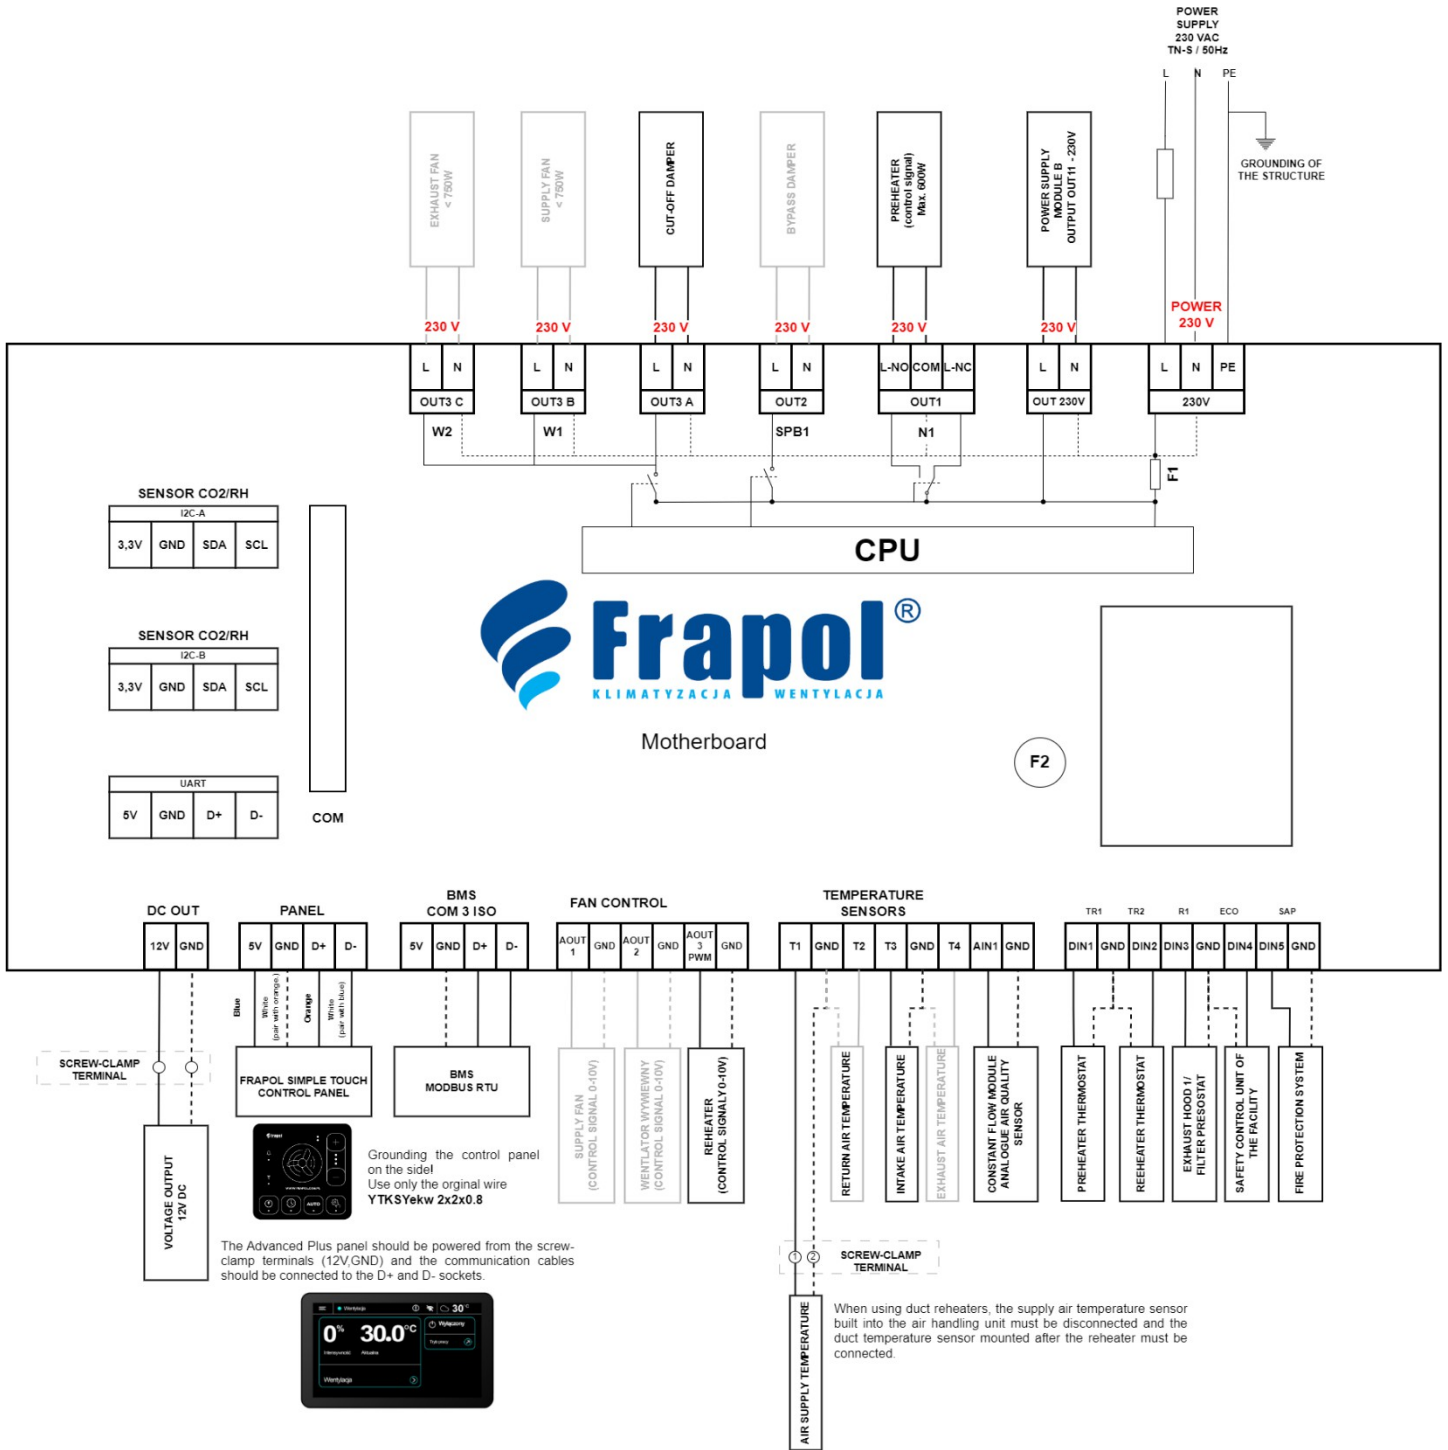 POWER
SUPPLY
230 VAC
TN-S / 50Hz
L
N
PE
GROUNDING OF
THE STRUCTURE
EXHAUST FAN
< 750W
SUPPLY FAN
< 750W
CUT-OFF DAMPER
BYPASS DAMPER
PREHEATER
(control signal)
Max. 600W
POWER SUPPLY
MODULE B
OUTPUT OUT11 - 230V
230 V
230 V
230 V
230 V
230 V
230 V
POWER
230 V
L N
OUT3 C
L N
OUT3 B
L N
OUT3 A
L N
OUT2
L-NO COM L-NC
OUT1
L N
OUT 230V
L N PE
230V
W2
W1
SPB1
N1
F1
CPU
SENSOR CO2/RH
I2C-A
3,3V GND SDA SCL
SENSOR CO2/RH
I2C-B
3,3V GND SDA SCL
UART
5V GND D+ D-
COM
Frapol®
KLIMATYZACJA WENTYLACJA
Motherboard
F2
DC OUT
12V GND
PANEL
5V GND D+ D-
BMS
COM 3 ISO
5V GND D+ D-
FAN CONTROL
AOUT 1 GND AOUT 2 GND AOUT 3 PWM GND
TEMPERATURE
SENSORS
T1 GND T2 T3 GND T4 AIN1 GND
TR1 TR2 R1 ECO SAP
DIN1 GND DIN2 DIN3 GND DIN4 DIN5 GND
Blue
White
(pair with orange)
Orange
White
(pair with blue)
SCREW-CLAMP
TERMINAL
VOLTAGE OUTPUT
12V DC
FRAPOL SIMPLE TOUCH
CONTROL PANEL
BMS
MODBUS RTU
SUPPLY FAN
(CONTROL SIGNAL 0-10V)
WENTLATOR WYMIEWNY
(CONTROL SIGNAL 0-10V)
REHEATER
(CONTROL SIGNALY 0-10V)
RETURN AIR TEMPERATURE
INTAKE AIR TEMPERATURE
EXHAUST AIR TEMPERATURE
CONSTANT FLOW MODULE
ANALOGUE AIR QUALITY
SENSOR
PREHEATER THERMOSTAT
REEHEATER THERMOSTAT
EXHAUST HOOD 1/
FILTER PRESOSTAT
SAFETY CONTROL UNIT OF
THE FACILITY
FIRE PROTECTION SYSTEM
AUTO
Grounding the control panel
on the side!
Use only the orginal wire
YTKSYekw 2x2x0.8
The Advanced Plus panel should be powered from the screw-
clamp terminals (12V,GND) and the communication cables
should be connected to the D+ and D- sockets.
Wentylacja
30°C
0%
30.0°C
Intensywność
Aktualna
Wyłączony
Tryb pracy
Wentylacja
1 2
SCREW-CLAMP
TERMINAL
AIR SUPPLY TEMPERATURE
When using duct reheaters, the supply air temperature sensor
built into the air handling unit must be disconnected and the
duct temperature sensor mounted after the reheater must be
connected.